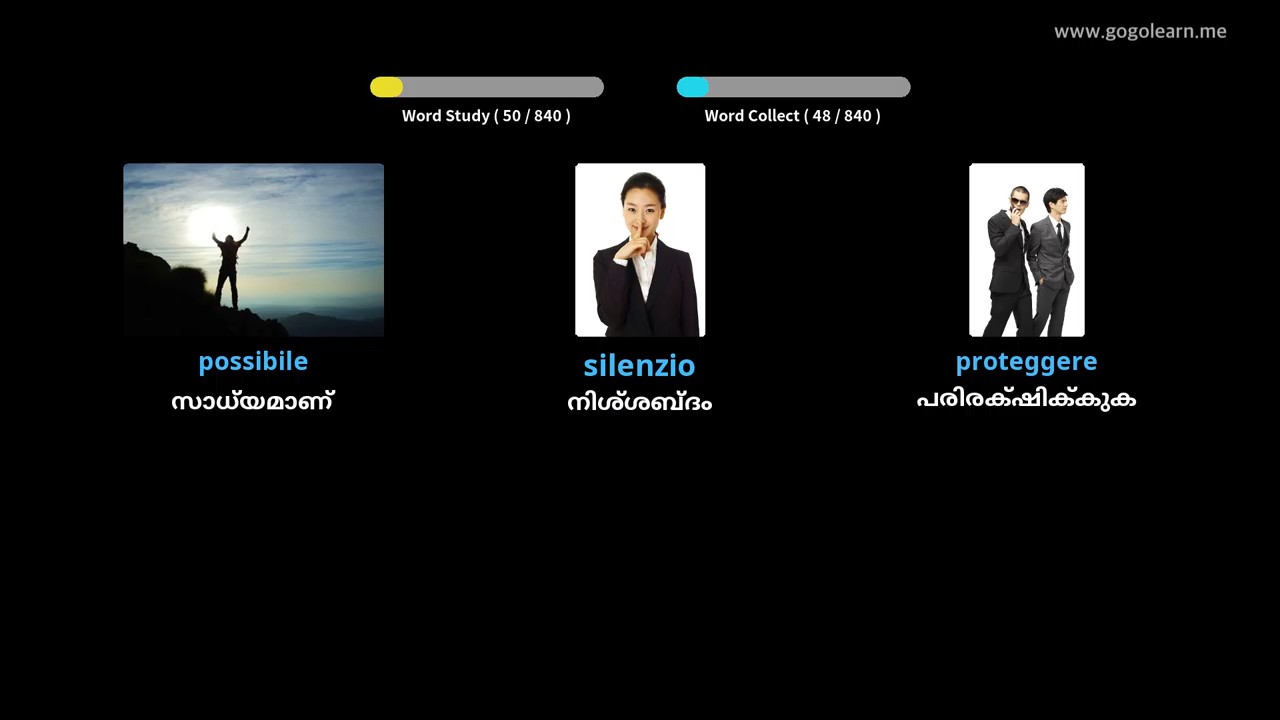 www.gogolearn.me
Word Study ( 50 / 840 )
Word Collect ( 48 / 840 )
possibile
silenzio
proteggere
സാധ്യമാണ്
നിശ്ശബ്ദം
പരിരക്ഷിക്കുക